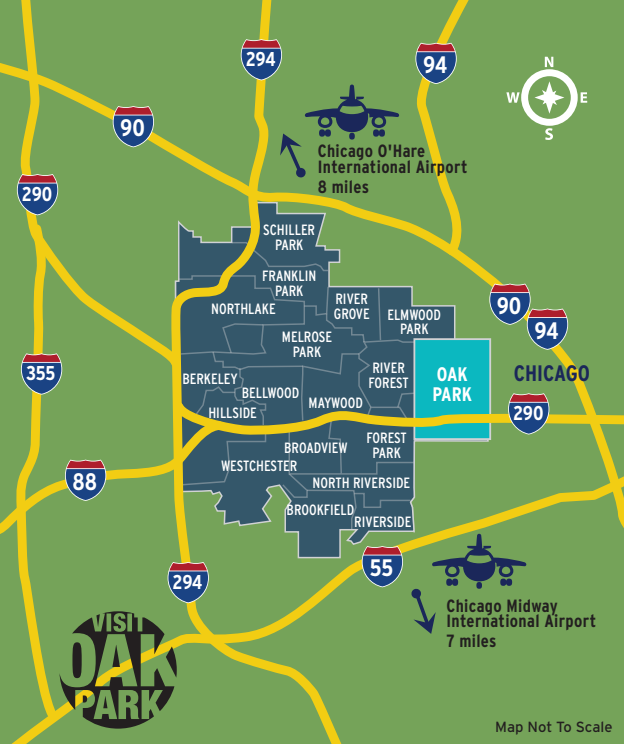 294
94
N
W
E
S
90
Chicago O'Hare
International Airport
8 miles
290
SCHILLER
PARK
FRANKLIN
PARK
NORTHLAKE
RIVER
GROVE
ELMWOOD
PARK
90
94
MELROSE
PARK
355
BERKELEY
BELLWOOD
RIVER
FOREST
OAK
PARK
CHICAGO
MAYWOOD
HILLSIDE
290
BROADVIEW
FOREST
PARK
WESTCHESTER
88
NORTH RIVERSIDE
BROOKFIELD
RIVERSIDE
55
294
Chicago Midway
International Airport
7 miles
VISIT
OAK
PARK
Map Not To Scale